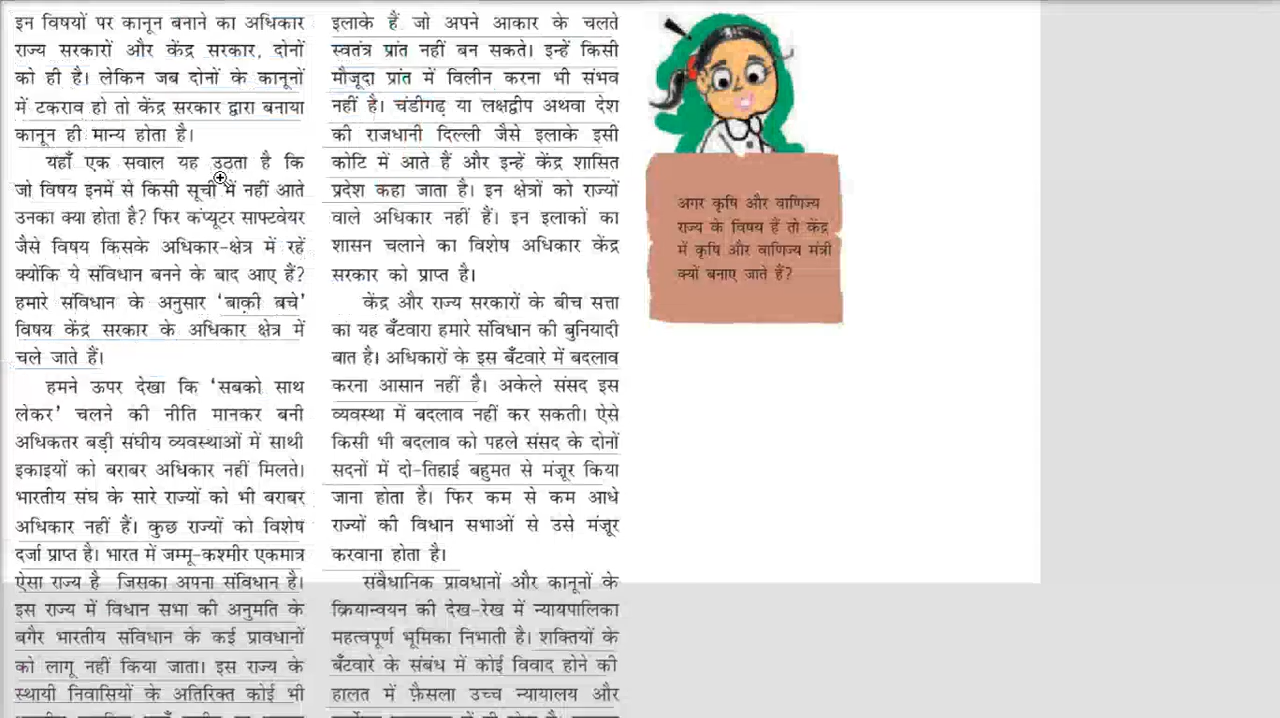 इन विषयों पर कानून बनाने का अधिकार
राज्य सरकारों और केंद्र सरकार, दोनों
को ही है। लेकिन जब दोनों के कानूनों
में टकराव हो तो केंद्र सरकार द्वारा बनाया
कानून ही मान्य होता है।
यहाँ एक सवाल यह उठता है कि
जो विषय इनमें से किसी सूची में नहीं आते
उनका क्या होता है? फिर कंप्यूटर साफ्टवेयर
जैसे विषय किसके अधिकार-क्षेत्र में रहें
क्योंकि ये संविधान बनने के बाद आए हैं?
हमारे संविधान के अनुसार ‘बाक़ी बचे’
विषय केंद्र सरकार के अधिकार क्षेत्र में
चले जाते हैं।
हमने ऊपर देखा कि ‘सबको साथ
लेकर’ चलने की नीति मानकर बनी
अधिकतर बड़ी संघीय व्यवस्थाओं में साथी
इकाइयों को बराबर अधिकार नहीं मिलते।
भारतीय संघ के सारे राज्यों को भी बराबर
अधिकार नहीं हैं। कुछ राज्यों को विशेष
दर्जा प्राप्त है। भारत में जम्मू-कश्मीर एकमात्र
ऐसा राज्य है जिसका अपना संविधान है।
इस राज्य में विधान सभा की अनुमति के
बगैर भारतीय संविधान के कई प्रावधानों
को लागू नहीं किया जाता। इस राज्य के
स्थायी निवासियों के अतिरिक्त कोई भी
इलाके हैं जो अपने आकार के चलते
स्वतंत्र प्रांत नहीं बन सकते। इन्हें किसी
मौजूदा प्रांत में विलीन करना भी संभव
नहीं है। चंडीगढ़ या लक्षद्वीप अथवा देश
की राजधानी दिल्ली जैसे इलाके इसी
कोटि में आते हैं और इन्हें केंद्र शासित
प्रदेश कहा जाता है। इन क्षेत्रों को राज्यों
वाले अधिकार नहीं हैं। इन इलाकों का
शासन चलाने का विशेष अधिकार केंद्र
सरकार को प्राप्त है।
केंद्र और राज्य सरकारों के बीच सत्ता
का यह बँटवारा हमारे संविधान की बुनियादी
बात है। अधिकारों के इस बँटवारे में बदलाव
करना आसान नहीं है। अकेले संसद इस
व्यवस्था में बदलाव नहीं कर सकती। ऐसे
किसी भी बदलाव को पहले संसद के दोनों
सदनों में दो-तिहाई बहुमत से मंजूर किया
जाना होता है। फिर कम से कम आधे
राज्यों की विधान सभाओं से उसे मंजूर
करवाना होता है।
संवैधानिक प्रावधानों और कानूनों के
क्रियान्वयन की देख-रेख में न्यायपालिका
महत्वपूर्ण भूमिका निभाती है। शक्तियों के
बँटवारे के संबंध में कोई विवाद होने की
हालत में फ़ैसला उच्च न्यायालय और
अगर कृषि और वाणिज्य
राज्य के विषय हैं तो केंद्र
में कृषि और वाणिज्य मंत्री
क्यों बनाए जाते हैं?